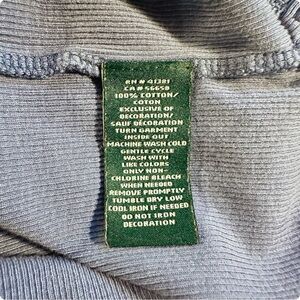 RN # 41381
CA # 56650
100% COTTON/
COTON
EXCLUSIVE OF
DECORATION/
SAUF DÉCORATION
TURN GARMENT
INSIDE OUT
MACHINE WASH COLD
GENTLE CYCLE
WASH WITH
LIKE COLORS
ONLY NON-
CHLORINE BLEACH
WHEN NEEDED
REMOVE PROMPTLY
TUMBLE DRY LOW
COOL IRON IF NEEDED
DO NOT IRON
DECORATION